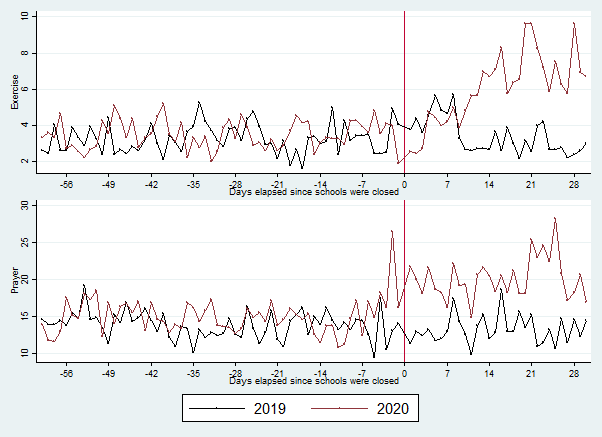 10
8
6
4
2
Exercise
-56 -49 -42 -35 -28 -21 -14 -7 0 7 14 21 28
Days elapsed since schools were closed
30
25
20
15
10
Prayer
-56 -49 -42 -35 -28 -21 -14 -7 0 7 14 21 28
Days elapsed since schools were closed
2019 2020